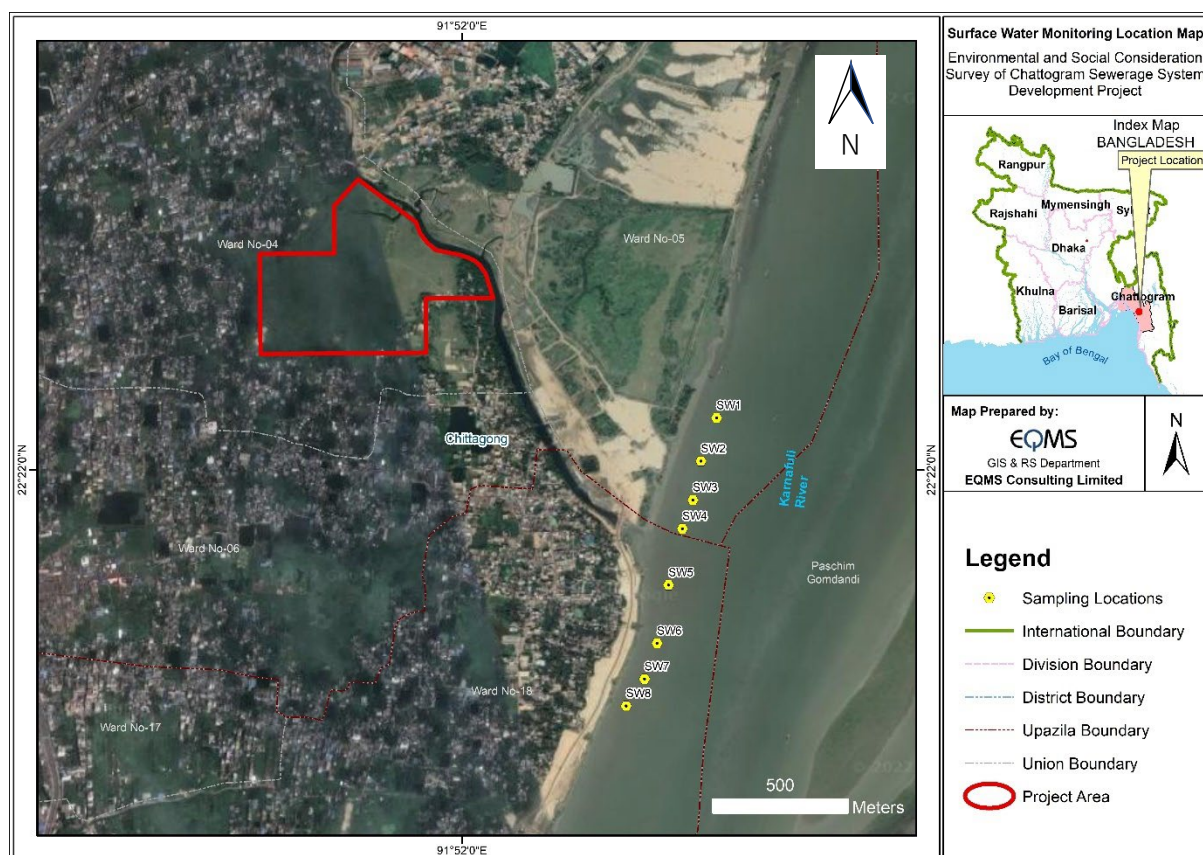 91°52'0"E
22°22'0"N
N
Ward No-04
Ward No-05
SW1
SW2
Chittagong
SW3
SW4
Karnafuli
River
Ward No-06
Paschim
Gomdandi
SW5
SW6
SW7
Ward No-18
SW8
Ward No-17
500
Meters
22°22'0"N
91°52'0"E
Surface Water Monitoring Location Map
Environmental and Social Consideration
Survey of Chattogram Sewerage System
Development Project
Index Map
BANGLADESH
Project Location
Rangpur
Mymensingh
Syl
Rajshahi
Dhaka
Khulna
Chattogram
Barisal
Bay of Bengal
Map Prepared by:
EQMS
GIS & RS Department
EQMS Consulting Limited
N
Legend
Sampling Locations
International Boundary
Division Boundary
District Boundary
Upazila Boundary
Union Boundary
Project Area